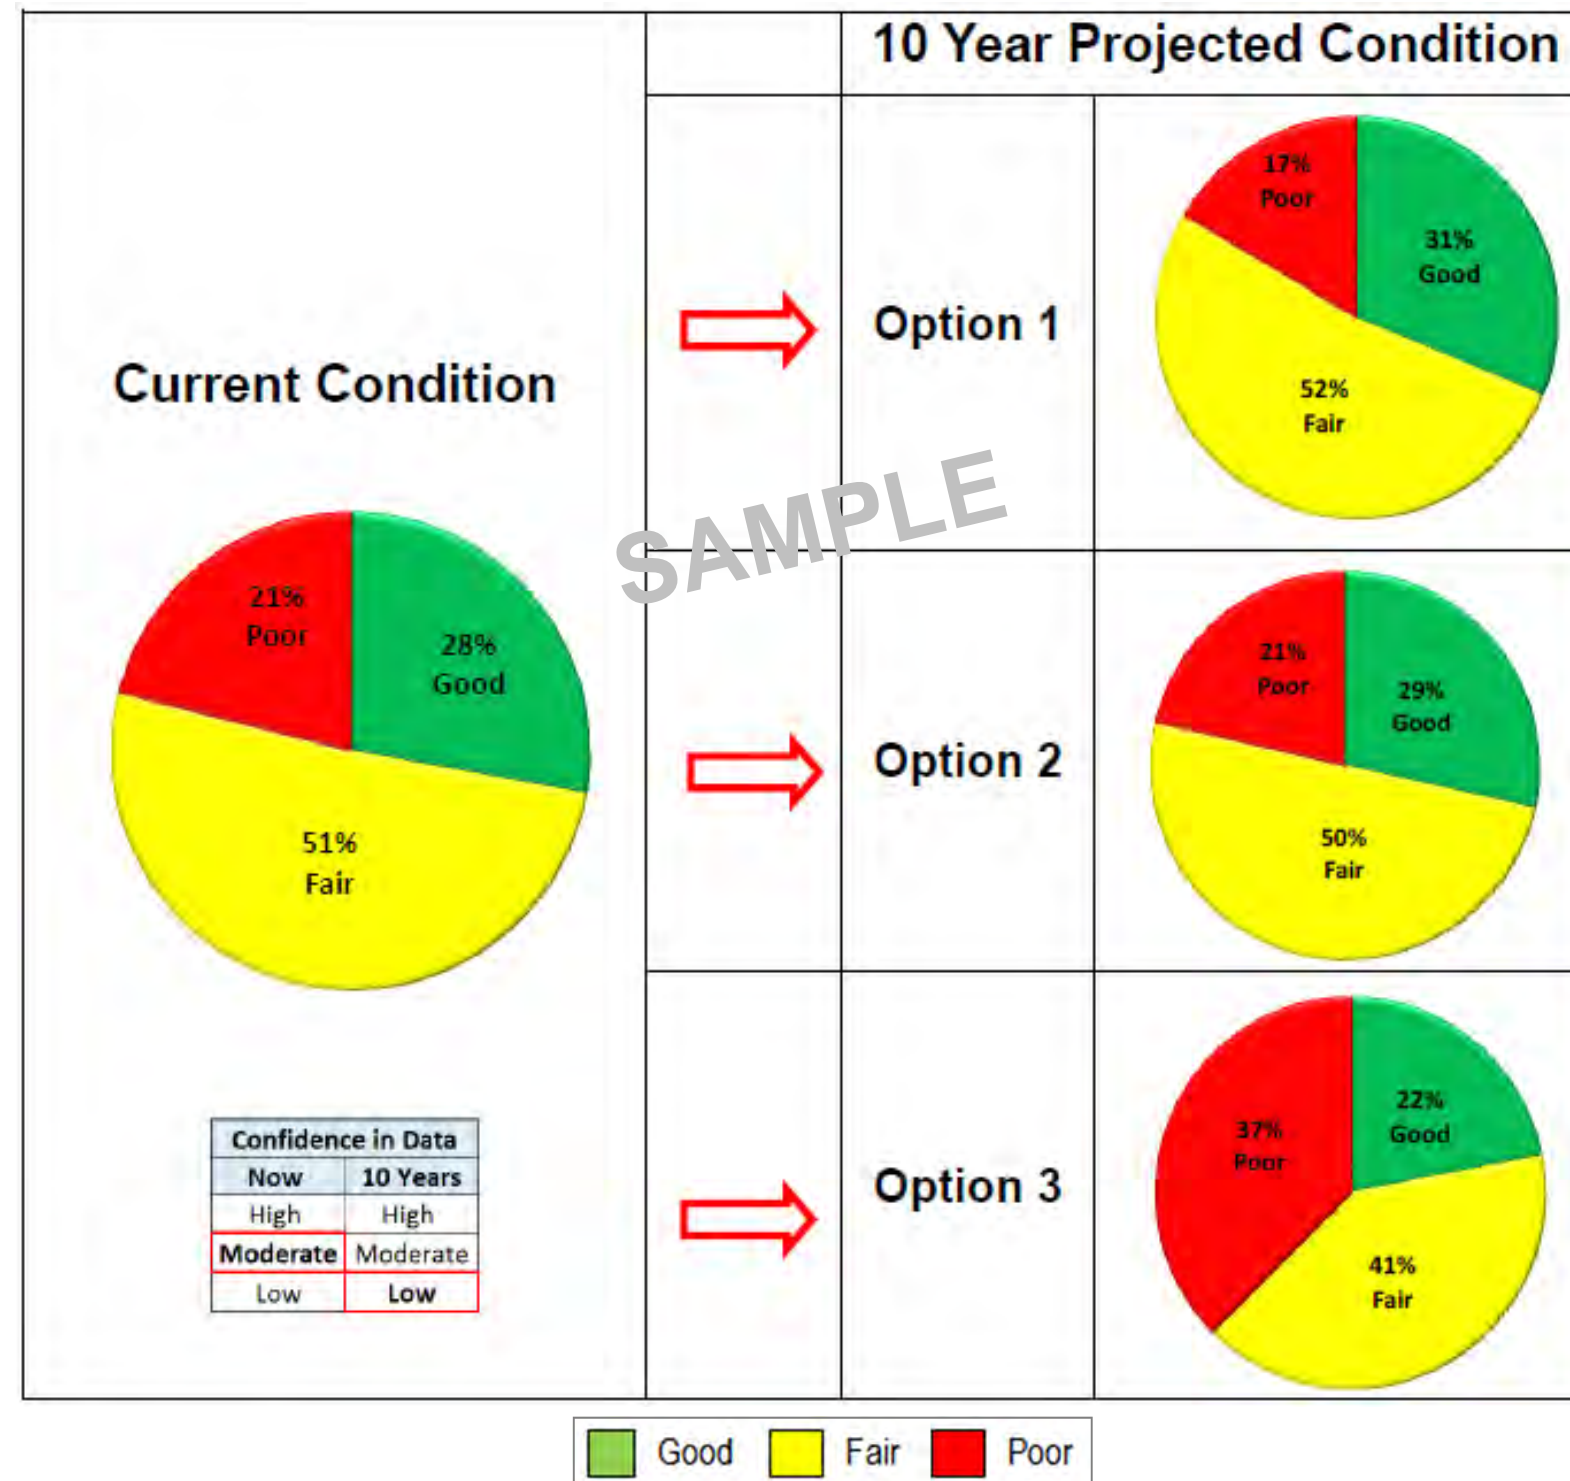 10 Year Projected Condition
Current Condition
21%
Poor
28%
Good
51%
Fair
Confidence in Data
Now 10 Years
High High
Moderate Moderate
Low Low
Option 1
17%
Poor
31%
Good
52%
Fair
SAMPLE
Option 2
21%
Poor
29%
Good
50%
Fair
Option 3
37%
Poor
22%
Good
41%
Fair
Good Fair Poor